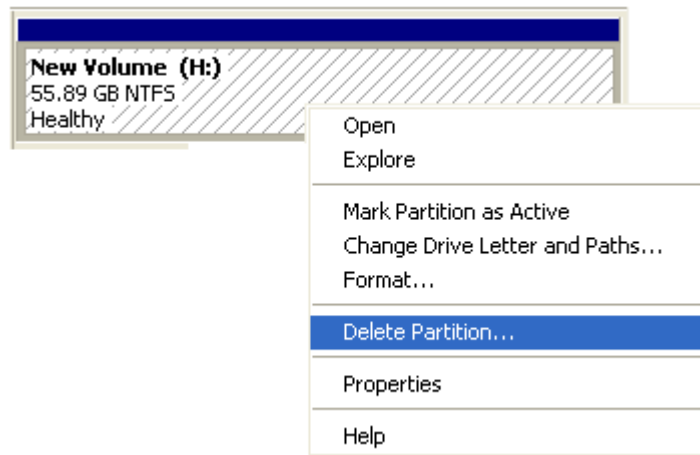 New Volume (H:)
55.89 GB NTFS
Healthy
Open
Explore
Mark Partition as Active
Change Drive Letter and Paths...
Format...
Delete Partition...
Properties
Help